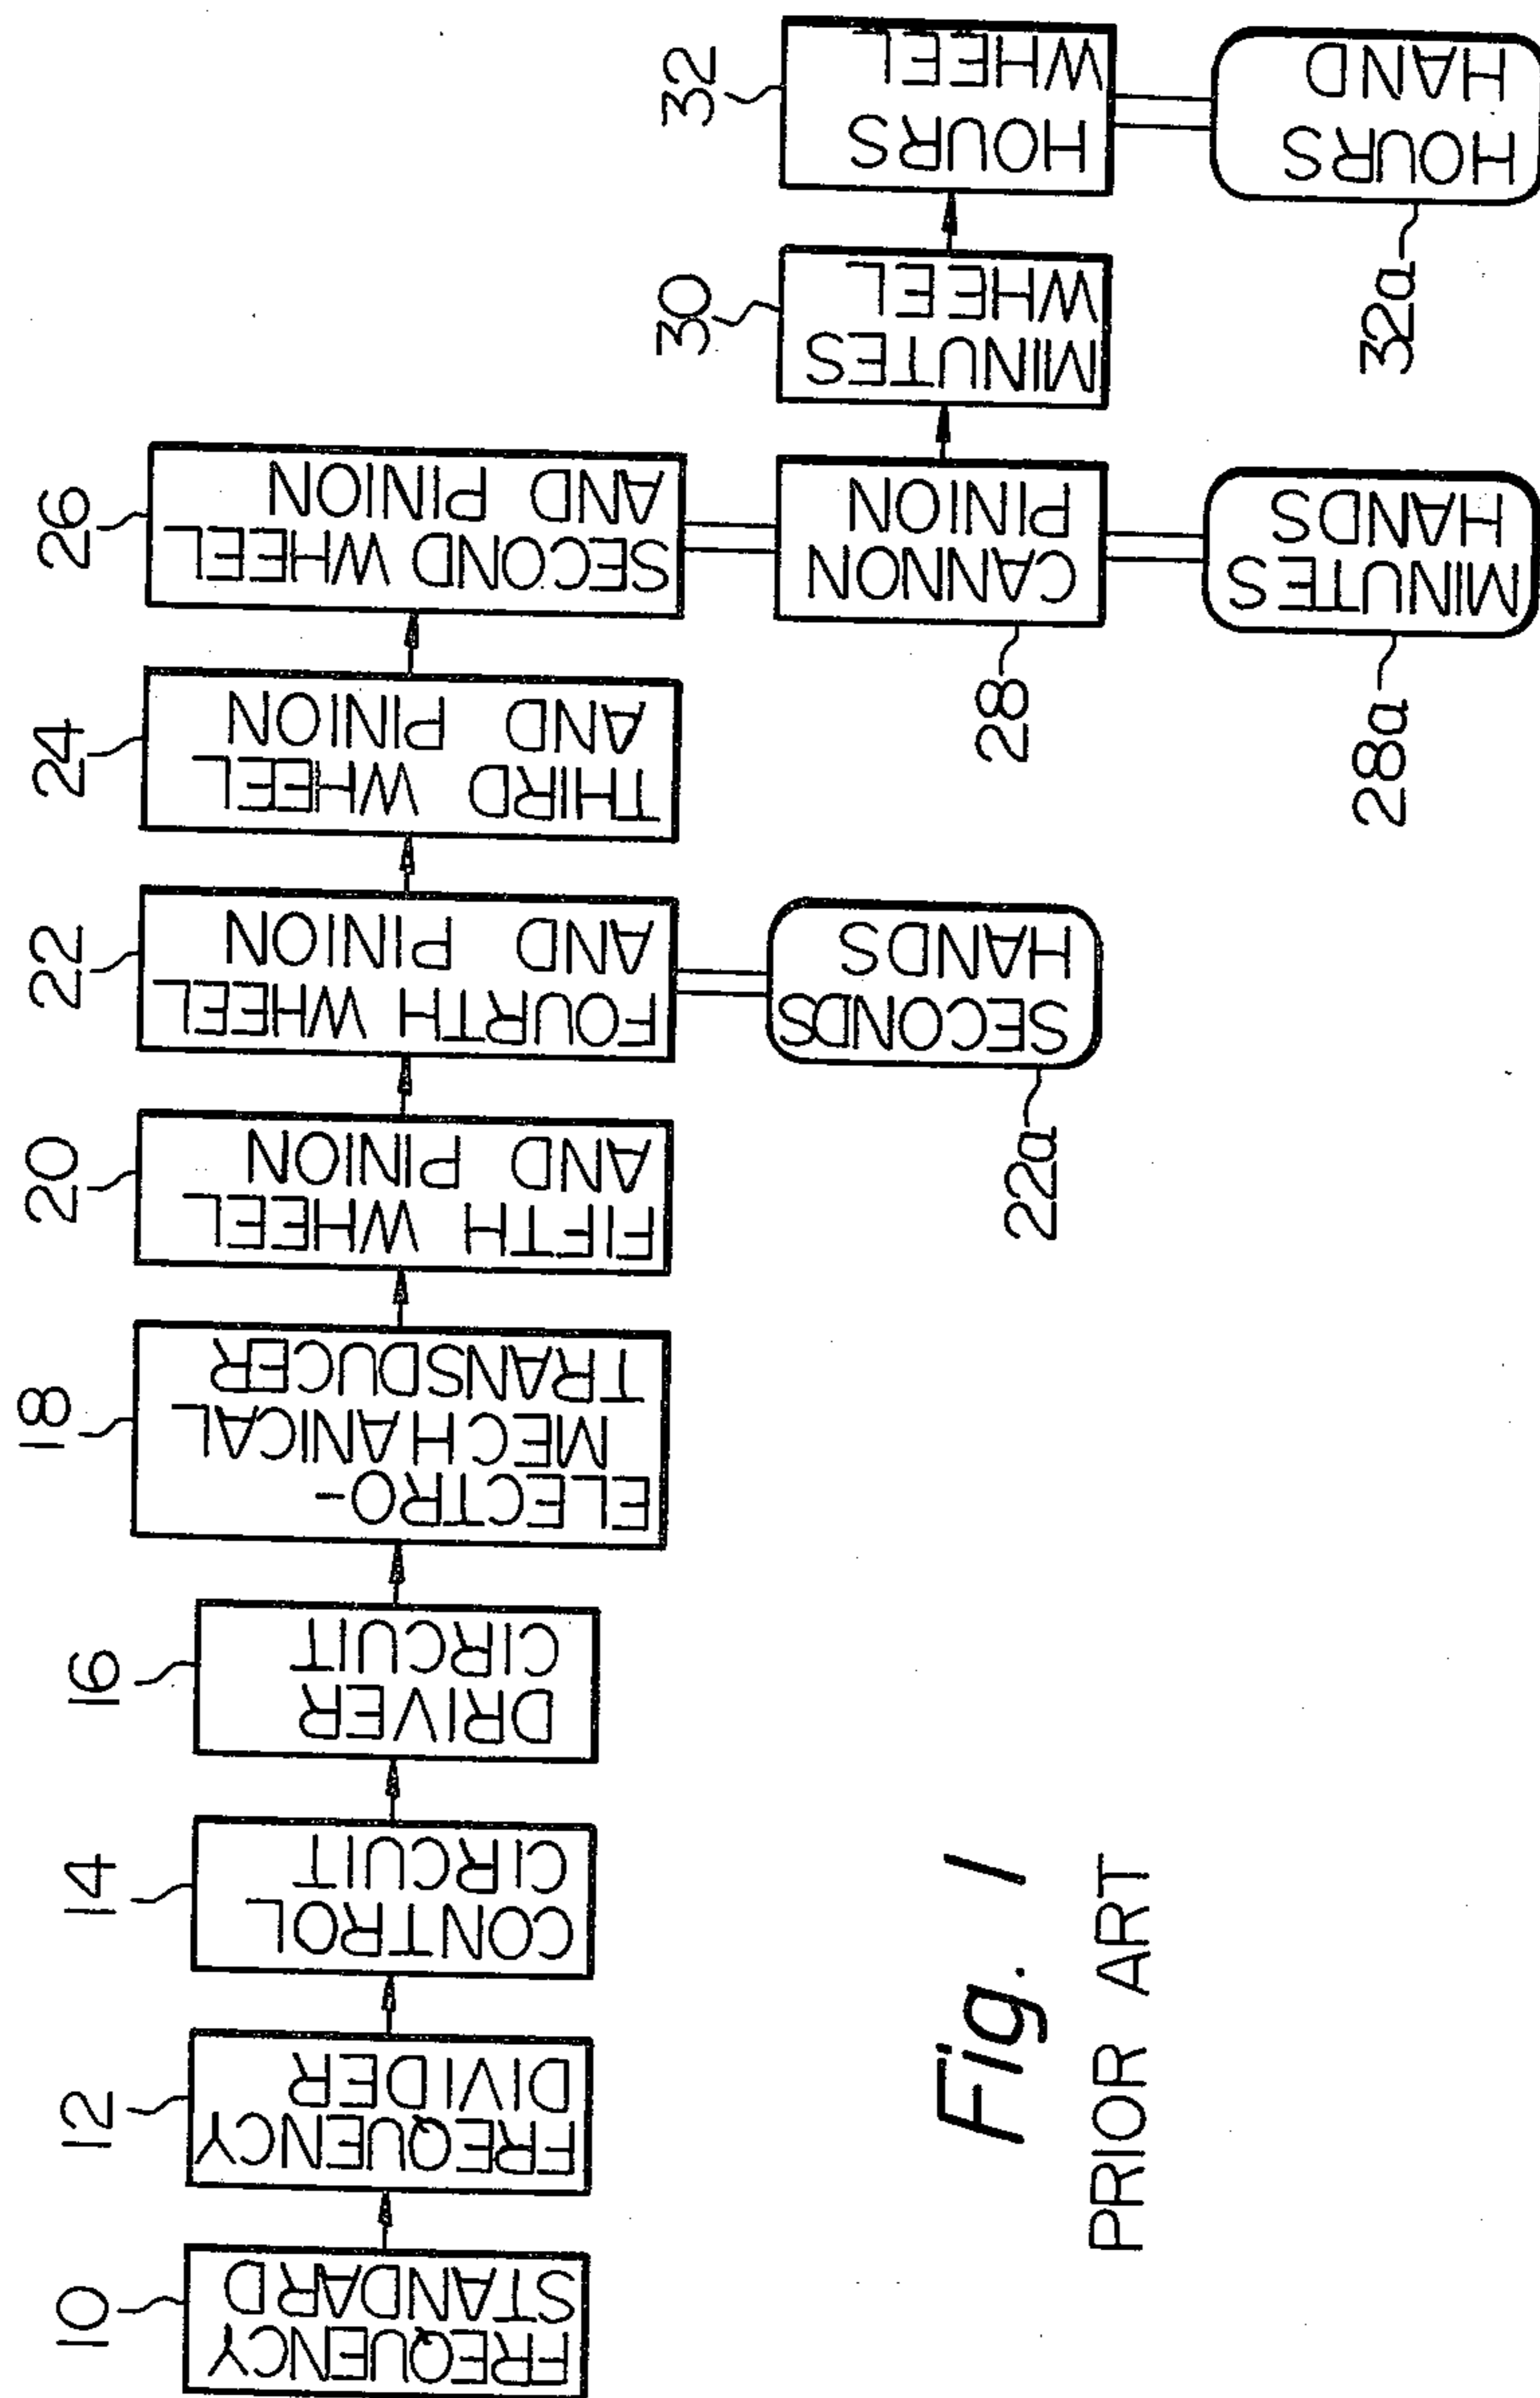 10
FREQUENCY
STANDARD
12
FREQUENCY
DIVIDER
14
CONTROL
CIRCUIT
16
DRIVER
CIRCUIT
18
ELECTRO-
MECHANICAL
TRANSDUCER
20
FIFTH WHEEL
AND PINION
22
FOURTH WHEEL
AND PINION
24
THIRD WHEEL
AND PINION
26
SECOND WHEEL
AND PINION
22a
SECONDS
HANDS
28
CANNON
PINION
30
MINUTES
WHEEL
32
HOURS
WHEEL
28a
MINUTES
HANDS
32a
HOURS
HAND
Fig. 1
PRIOR ART